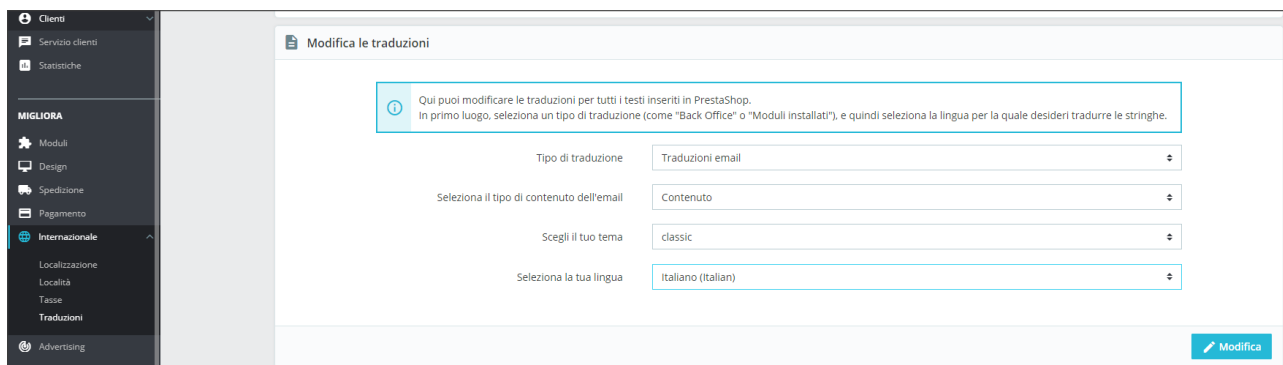 Clienti
Servizio clienti
Statistiche
MIGLIORA
Moduli
Design
Spedizione
Pagamento
Internazionale
Localizzazione
Località
Tasse
Traduzioni
Advertising
Modifica le traduzioni
Qui puoi modificare le traduzioni per tutti i testi inseriti in PrestaShop.
In primo luogo, seleziona un tipo di traduzione (come "Back Office" o "Moduli installati"), e quindi seleziona la lingua per la quale desideri tradurre le stringhe.
Tipo di traduzione Traduzioni email
Seleziona il tipo di contenuto dell'email Contenuto
Scegli il tuo tema classic
Seleziona la tua lingua Italiano (Italian)
Modifica